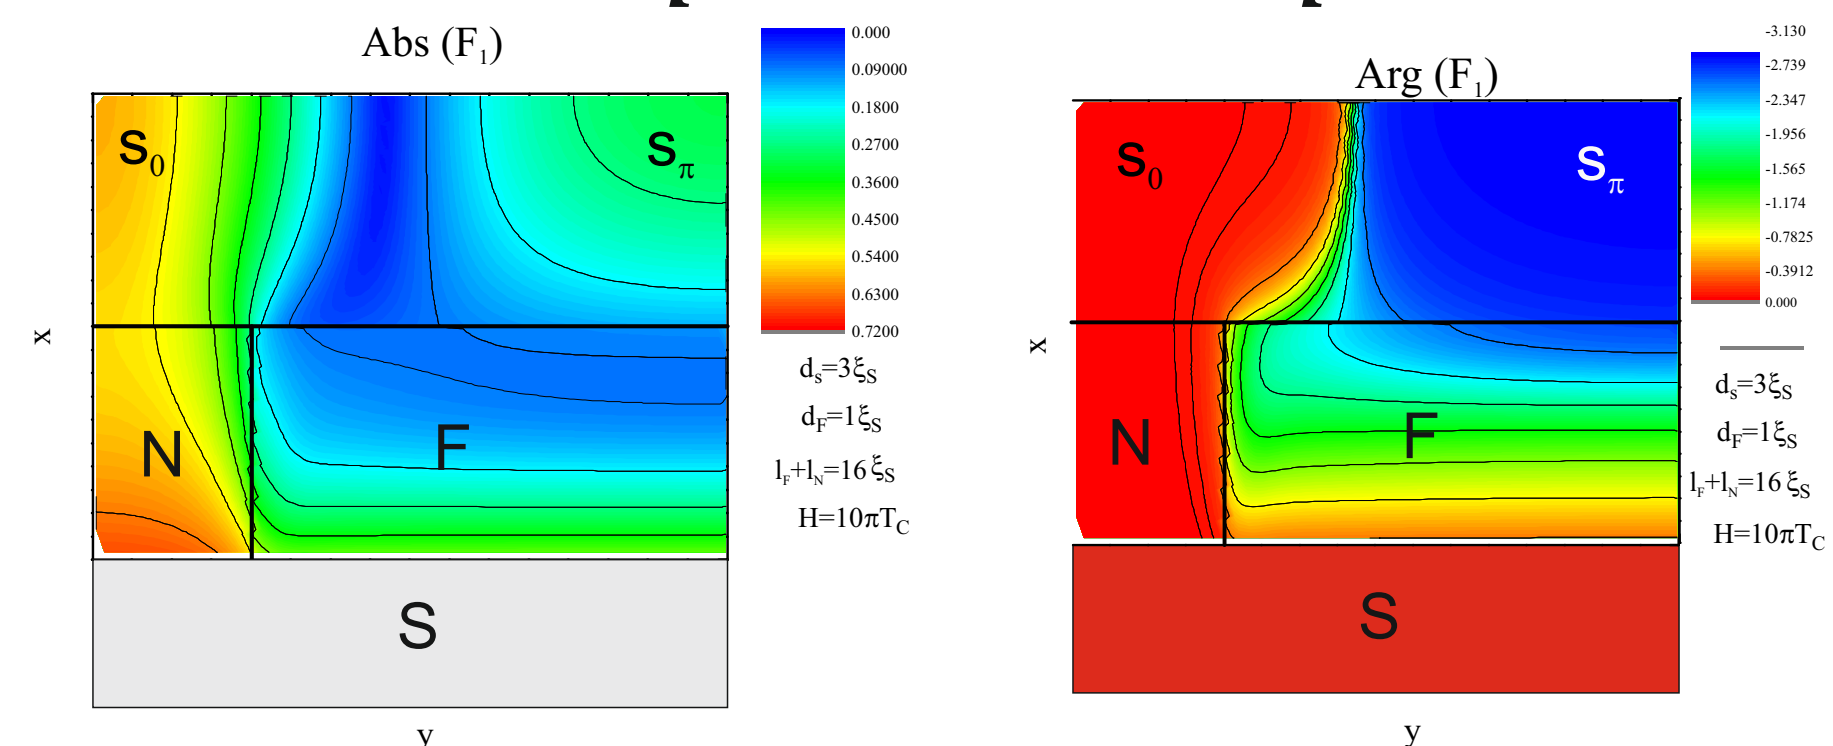 Abs (F₁)
0.000
0.09000
0.1800
0.2700
0.3600
0.4500
0.5400
0.6300
0.7200
s₀
sπ
N
F
S
x
y
dₛ=3ξS
dF=1ξS
lF+lN=16 ξS
H=10πTC
Arg (F₁)
-3.130
-2.739
-2.347
-1.956
-1.565
-1.174
-0.7825
-0.3912
0.000
s₀
sπ
N
F
S
x
y
dₛ=3ξS
dF=1ξS
lF+lN=16 ξS
H=10πTC